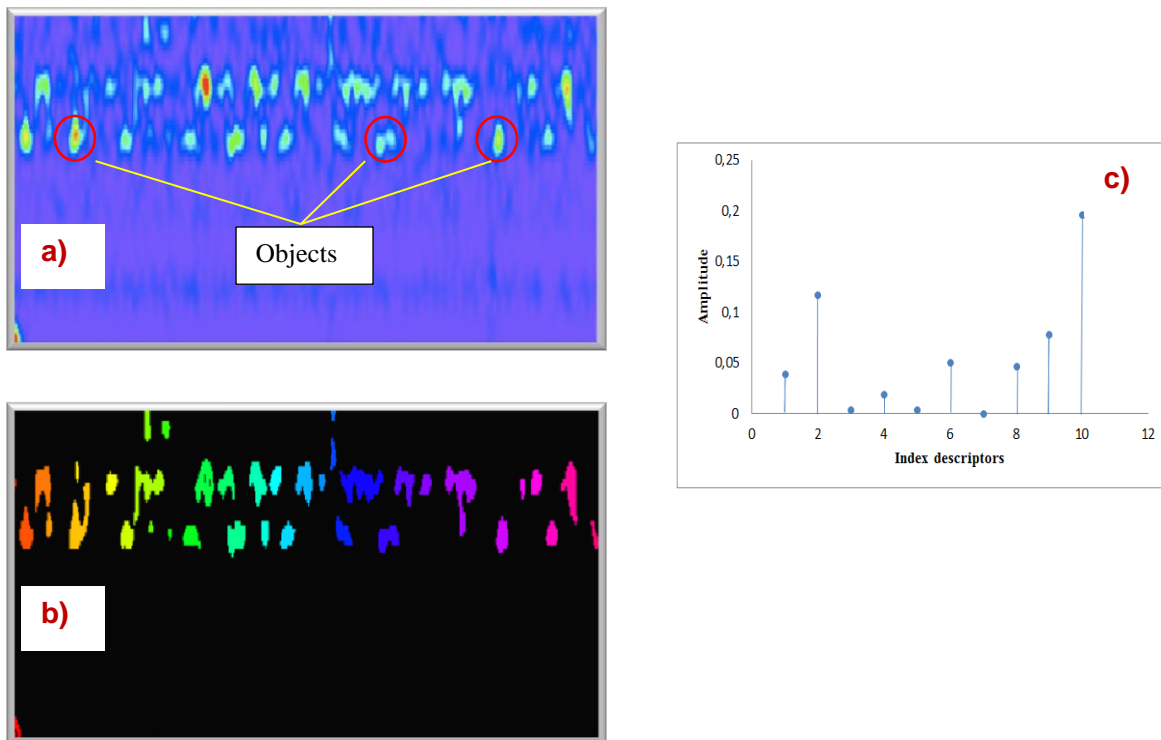 a)
Objects
b)
c)
0,25
0,2
0,15
0,1
0,05
0
Amplitude
0 2 4 6 8 10 12
Index descriptors